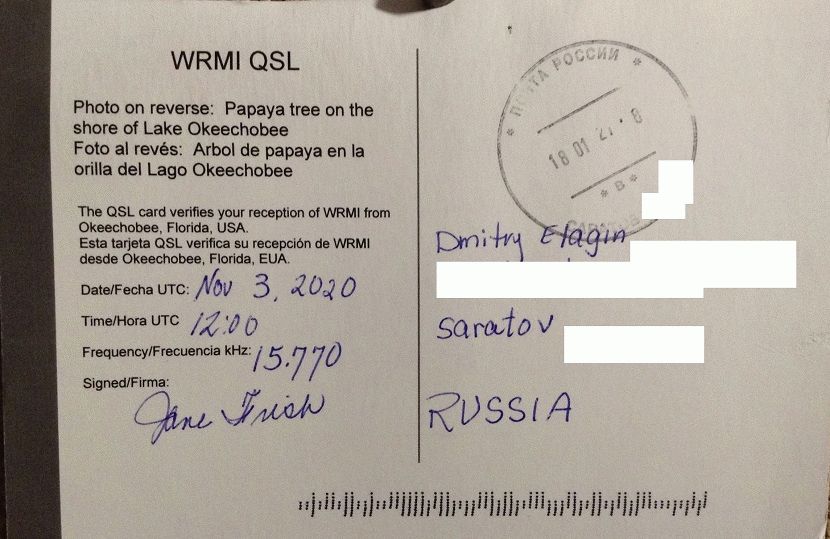 WRMI QSL
Photo on reverse: Papaya tree on the
shore of Lake Okeechobee
Foto al revés: Arbol de papaya en la
orilla del Lago Okeechobee
The QSL card verifies your reception of WRMI from
Okeechobee, Florida, USA.
Esta tarjeta QSL verifica su recepción de WRMI
desde Okeechobee, Florida, EUA.
Date/Fecha UTC: Nov 3, 2020
Time/Hora UTC 12:00
Frequency/Frecuencia kHz: 15.770
Signed/Firma:
Jane Frish
* ПОЧТА РОССИИ *
18 01 21
* В *
Dmitry Elagin
Saratov
RUSSIA